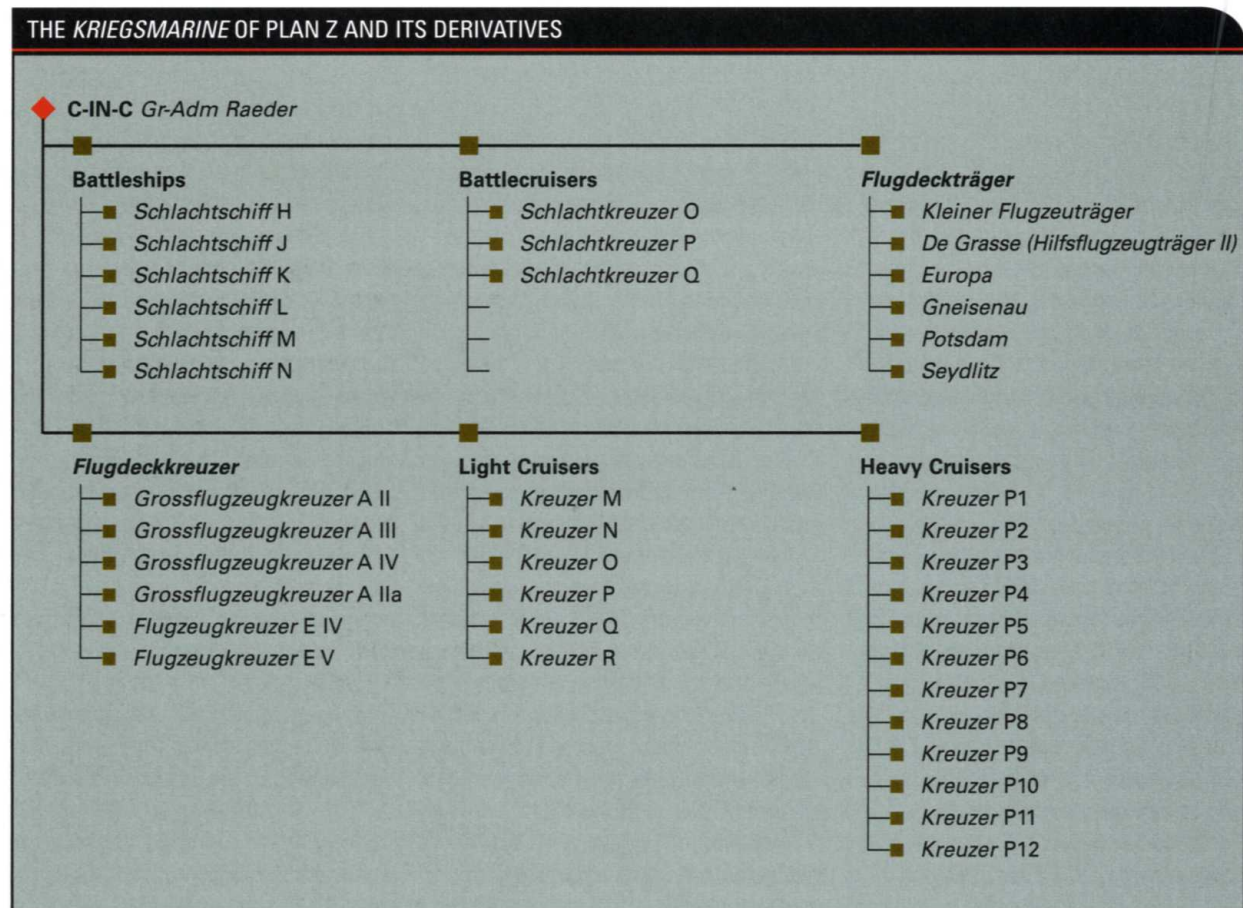 THE KRIEGSMARINE OF PLAN Z AND ITS DERIVATIVES
C-IN-C Gr-Adm Raeder
Battleships
Schlachtschiff H
Schlachtschiff J
Schlachtschiff K
Schlachtschiff L
Schlachtschiff M
Schlachtschiff N
Battlecruisers
Schlachtkreuzer O
Schlachtkreuzer P
Schlachtkreuzer Q
Flugdeckträger
Kleiner Flugzeuträger
De Grasse (Hilfsflugzeugträger II)
Europa
Gneisenau
Potsdam
Seydlitz
Flugdeckkreuzer
Grossflugzeugkreuzer A II
Grossflugzeugkreuzer A III
Grossflugzeugkreuzer A IV
Grossflugzeugkreuzer A IIa
Flugzeugkreuzer E IV
Flugzeugkreuzer E V
Light Cruisers
Kreuzer M
Kreuzer N
Kreuzer O
Kreuzer P
Kreuzer Q
Kreuzer R
Heavy Cruisers
Kreuzer P1
Kreuzer P2
Kreuzer P3
Kreuzer P4
Kreuzer P5
Kreuzer P6
Kreuzer P7
Kreuzer P8
Kreuzer P9
Kreuzer P10
Kreuzer P11
Kreuzer P12